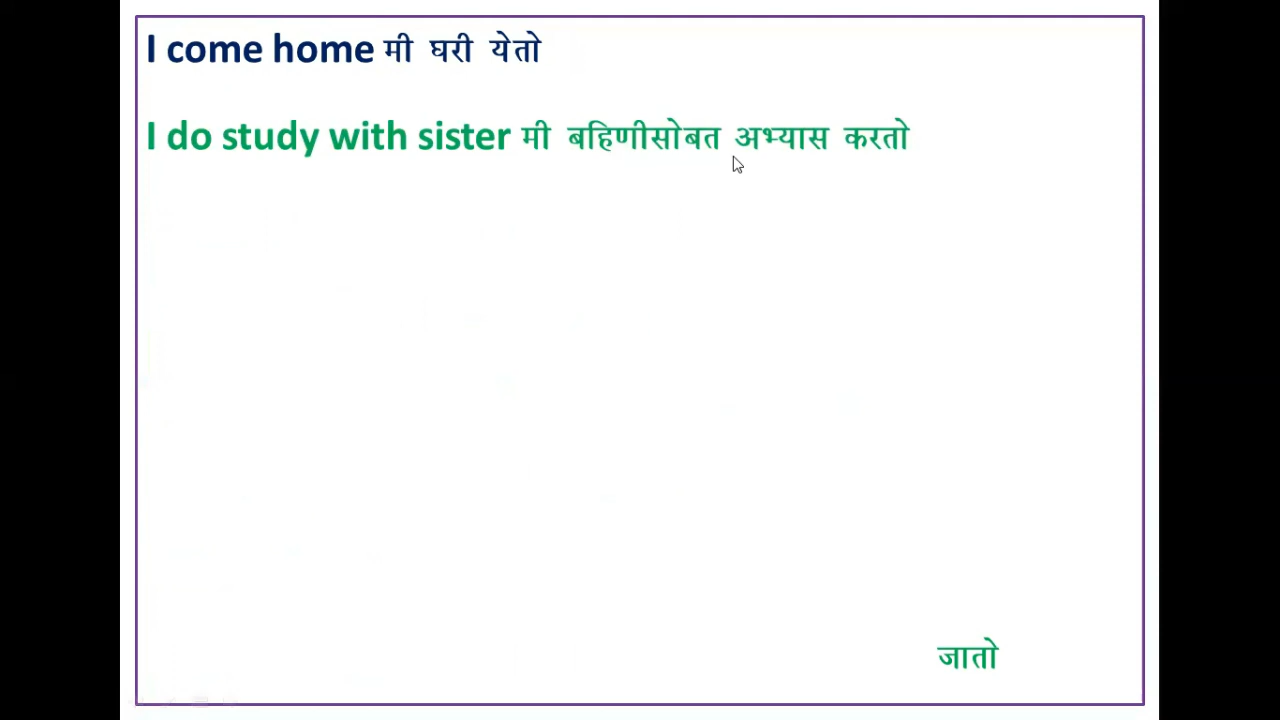 I come home मी घरी येतो
I do study with sister मी बहिणीसोबत अभ्यास करतो
जातो